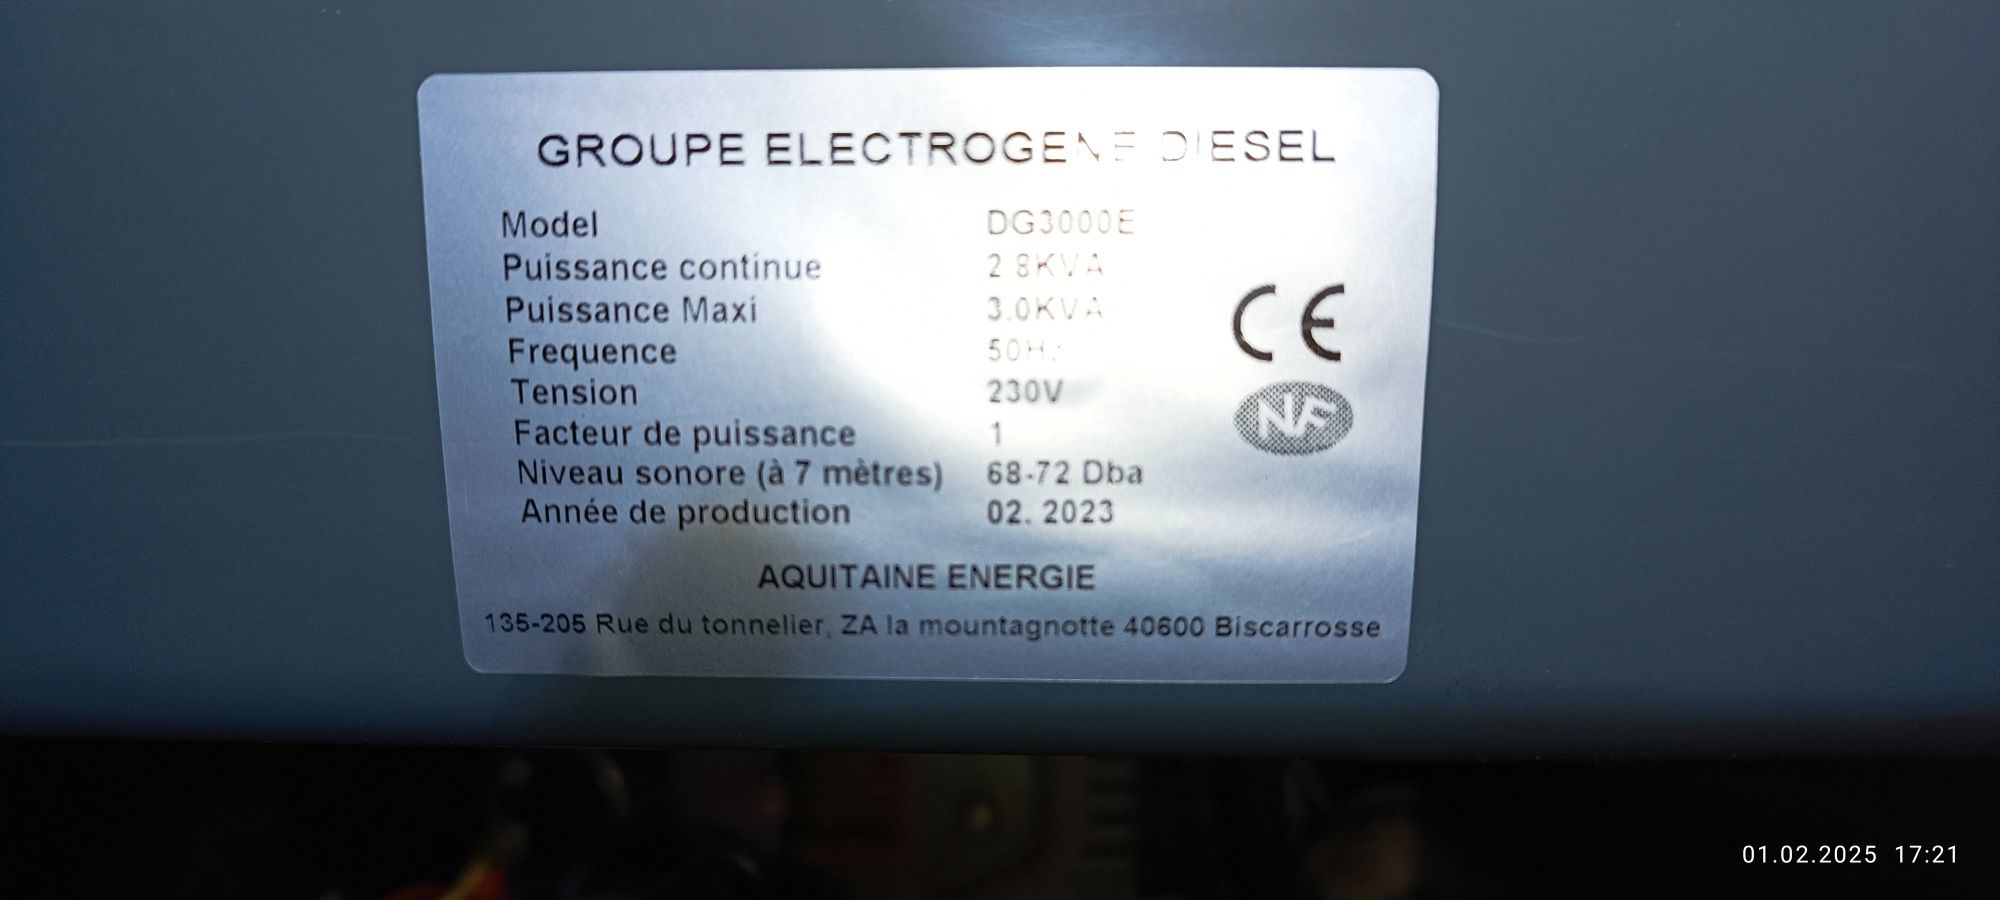 GROUPE ELECTROGENE DIESEL
Model DG3000E
Puissance continue 2.8KVA
Puissance Maxi 3.0KVA
Frequence 50Hz
Tension 230V
Facteur de puissance 1
Niveau sonore (à 7 mètres) 68-72 Dba
Année de production 02. 2023
CE
NF
AQUITAINE ENERGIE
135-205 Rue du tonnelier, ZA la mountagnotte 40600 Biscarrosse
01.02.2025 17:21